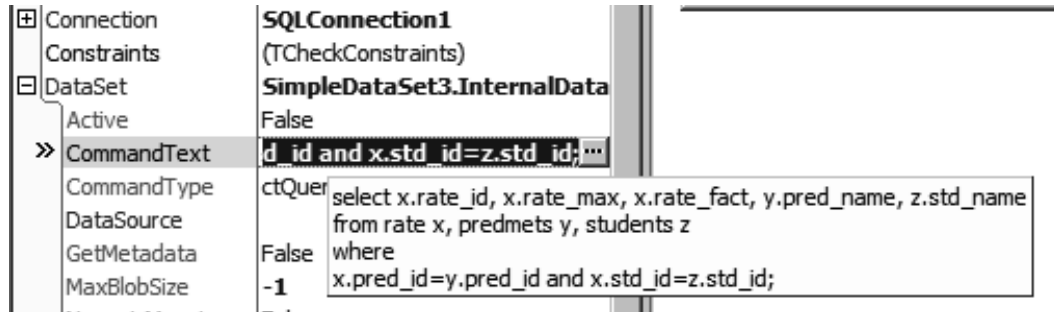 Connection SQLConnection1
Constraints (TCheckConstraints)
DataSet SimpleDataSet3.InternalData
Active False
» CommandText d_id and x.std_id=z.std_id; ...
CommandType ctQuer
select x.rate_id, x.rate_max, x.rate_fact, y.pred_name, z.std_name
DataSource
from rate x, predmets y, students z
GetMetadata False
where
MaxBlobSize -1
x.pred_id=y.pred_id and x.std_id=z.std_id;